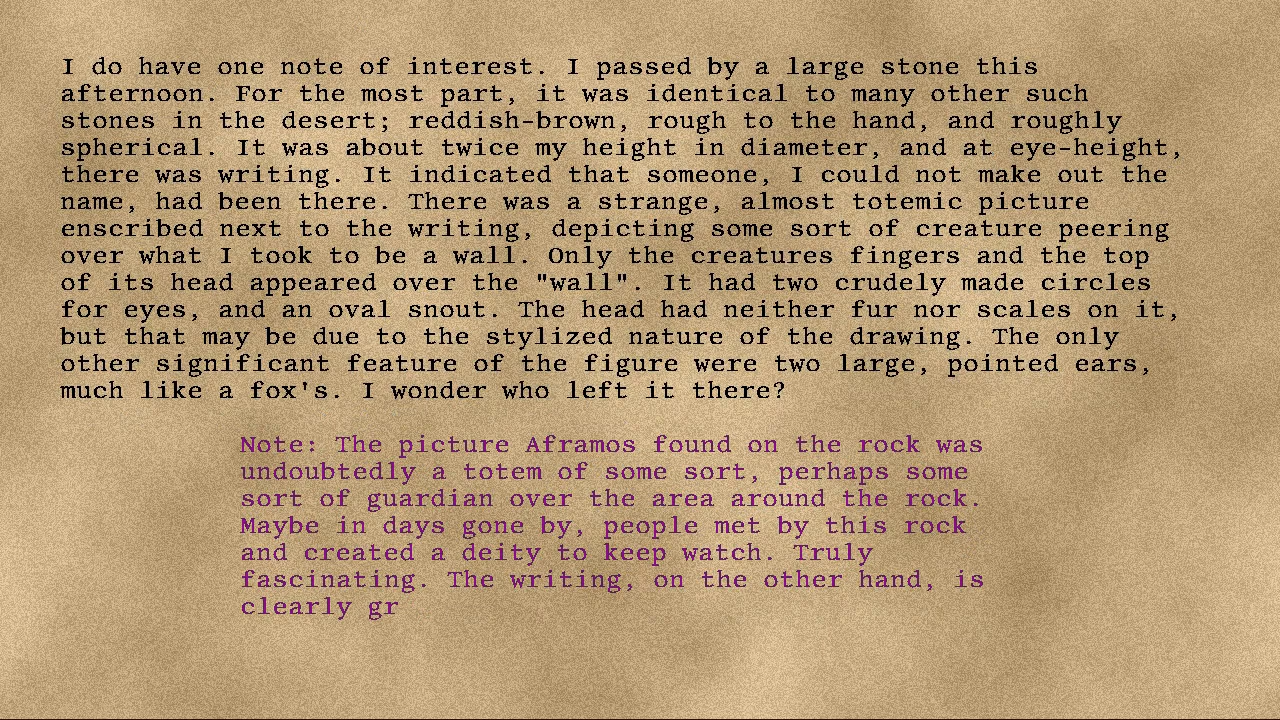 I do have one note of interest. I passed by a large stone this
afternoon. For the most part, it was identical to many other such
stones in the desert; reddish-brown, rough to the hand, and roughly
spherical. It was about twice my height in diameter, and at eye-height,
there was writing. It indicated that someone, I could not make out the
name, had been there. There was a strange, almost totemic picture
enscribed next to the writing, depicting some sort of creature peering
over what I took to be a wall. Only the creatures fingers and the top
of its head appeared over the "wall". It had two crudely made circles
for eyes, and an oval snout. The head had neither fur nor scales on it,
but that may be due to the stylized nature of the drawing. The only
other significant feature of the figure were two large, pointed ears,
much like a fox's. I wonder who left it there?
Note: The picture Aframos found on the rock was
undoubtedly a totem of some sort, perhaps some
sort of guardian over the area around the rock.
Maybe in days gone by, people met by this rock
and created a deity to keep watch. Truly
fascinating. The writing, on the other hand, is
clearly gr